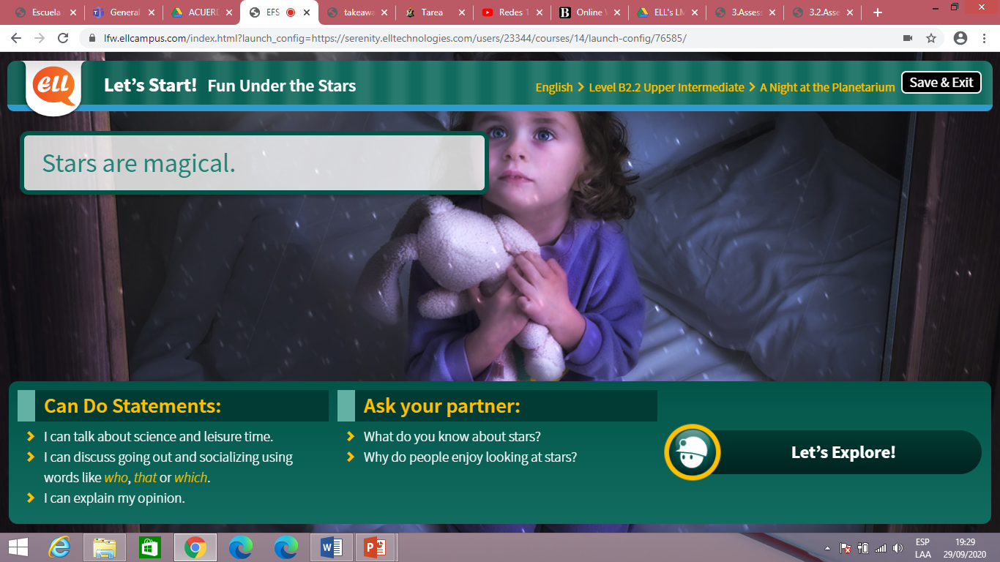 Escuela
General
ACUERD
EFS
takeawa
Tarea
Redes 1
Online V
ELL's LM
3.Assess
3.2.Asse
lfw.ellcampus.com/index.html?launch_config=https://serenity.elltechnologies.com/users/23344/courses/14/launch-config/76585/
ell
Let's Start! Fun Under the Stars
English > Level B2.2 Upper Intermediate > A Night at the Planetarium
Save & Exit
Stars are magical.
Can Do Statements:
I can talk about science and leisure time.
I can discuss going out and socializing using
words like who, that or which.
I can explain my opinion.
Ask your partner:
What do you know about stars?
Why do people enjoy looking at stars?
Let's Explore!
ESP
LAA
19:29
29/09/2020